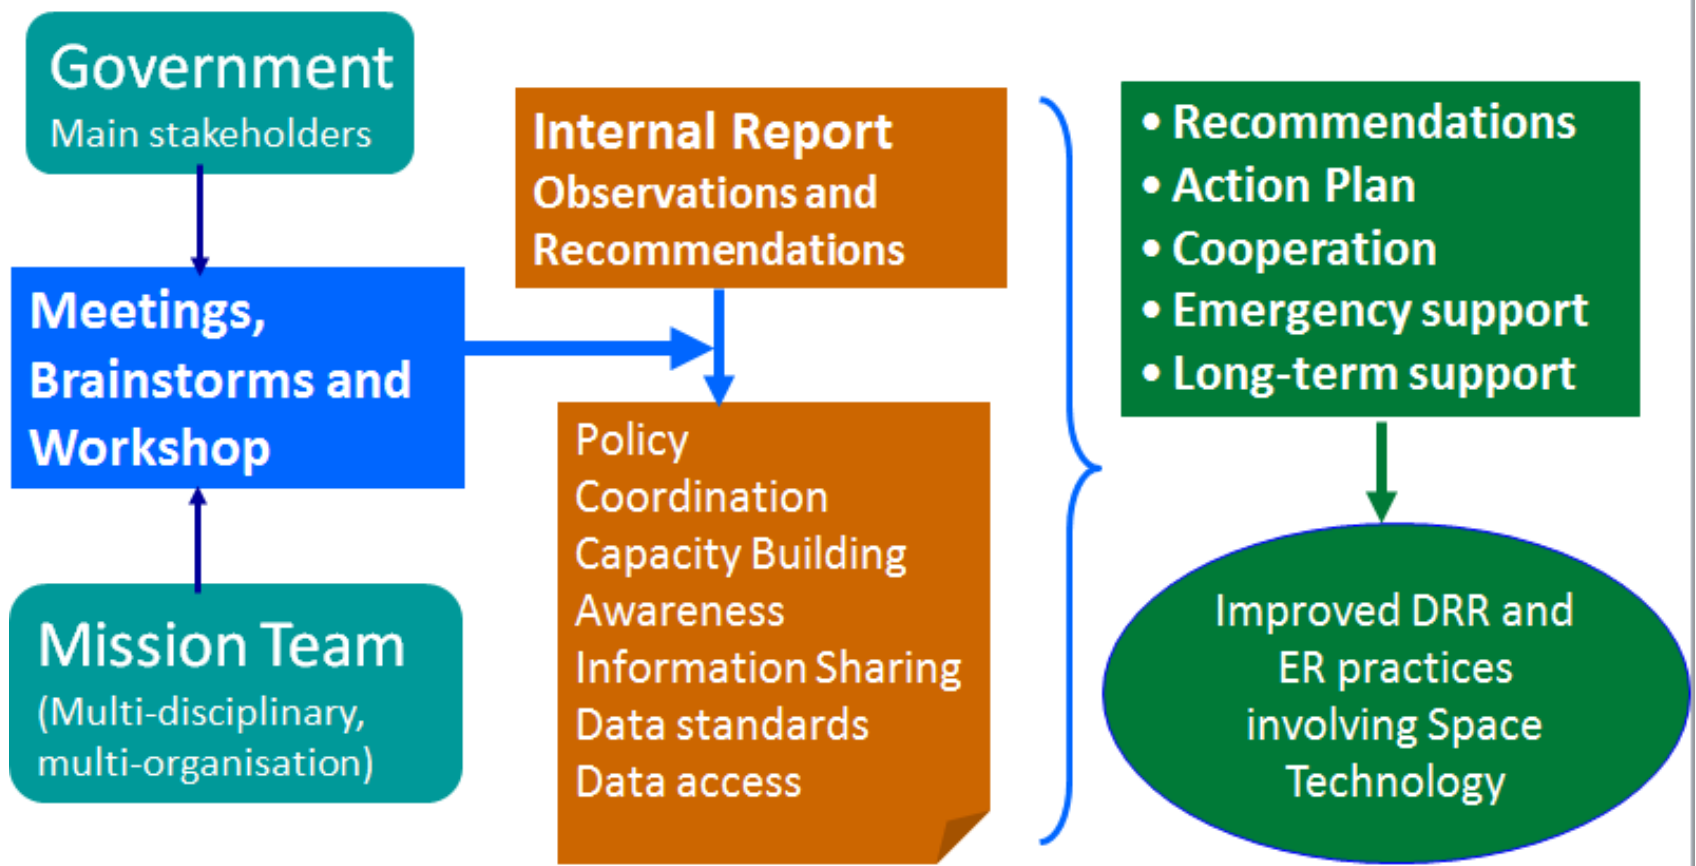 Government
Main stakeholders
Meetings,
Brainstorms and
Workshop
Mission Team
(Multi-disciplinary,
multi-organisation)
Internal Report
Observations and
Recommendations
Policy
Coordination
Capacity Building
Awareness
Information Sharing
Data standards
Data access
• Recommendations
• Action Plan
• Cooperation
• Emergency support
• Long-term support
Improved DRR and
ER practices
involving Space
Technology